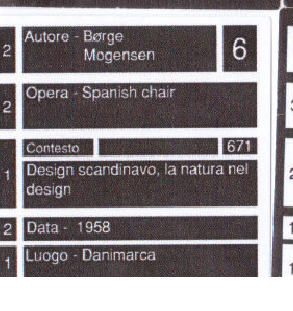 2
Autore - Børge
Mogensen
6
2
Opera - Spanish chair
Contesto
671
1
Design scandinavo, la natura nel
design
2
Data - 1958
1
Luogo - Danimarca